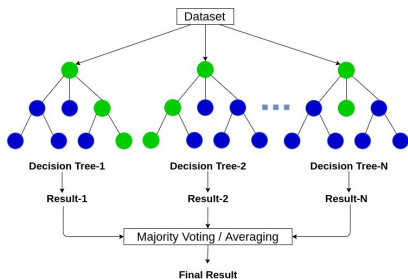 Dataset
Decision Tree-1
Decision Tree-2
Decision Tree-N
Result-1
Result-2
Result-N
Majority Voting / Averaging
Final Result